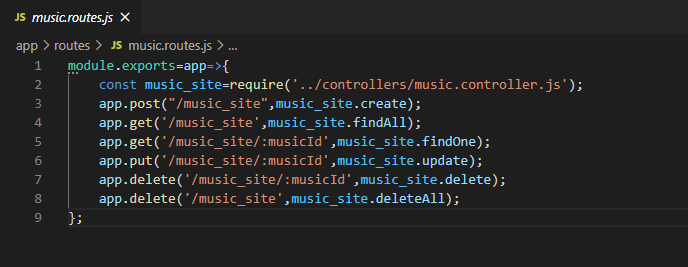 JS music.routes.js ×
app > routes > JS music.routes.js > ...
1 module.exports=app=>{
2     const music_site=require('../controllers/music.controller.js');
3     app.post("/music_site",music_site.create);
4     app.get('/music_site',music_site.findAll);
5     app.get('/music_site/:musicId',music_site.findOne);
6     app.put('/music_site/:musicId',music_site.update);
7     app.delete('/music_site/:musicId',music_site.delete);
8     app.delete('/music_site',music_site.deleteAll);
9 };